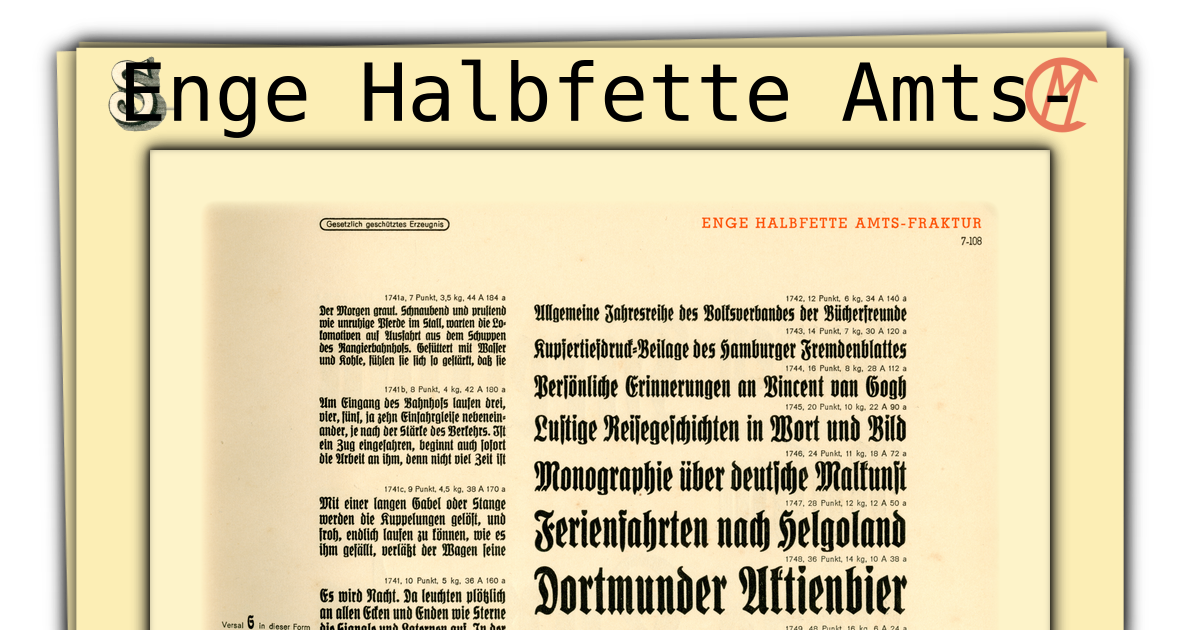 Enge Halbfette Amts-
Gesetzlich geschütztes Erzeugnis
ENGE HALBFETTE AMTS-FRAKTUR
7-108
1741a, 7 Punkt, 3,5 kg, 44 A 184 a
Der Morgen graut. Schnaubend und prustend
wie unruhige Pferde im Stall, warten die Lo-
komotiven auf Ausfahrt aus dem Schuppen
des Rangierbahnhofs. Gefüttert mit Wasser
und Kohle, fühlen sie sich so gestärkt, daß sie
1741b, 8 Punkt, 4 kg, 42 A 180 a
Am Eingang des Bahnhofs laufen drei,
vier, fünf, ja zehn Einfahrgleise nebenein-
ander, je nach der Stärke des Verkehrs. Ist
ein Zug eingefahren, beginnt auch sofort
die Arbeit an ihm, denn nicht viel Zeit ist
1741c, 9 Punkt, 4,5 kg, 38 A 170 a
Mit einer langen Gabel oder Stange
werden die Kuppelungen gelöst, und
froh, endlich laufen zu können, wie es
ihm gefällt, verläßt der Wagen seine
1741, 10 Punkt, 5 kg, 36 A 160 a
Es wird Nacht. Da leuchten plötzlich
an allen Ecken und Enden wie Sterne
die Signale und Laternen auf. In der
Versal G in dieser Form
1742, 12 Punkt, 6 kg, 34 A 140 a
Allgemeine Jahresreihe des Volksverbandes der Bücherfreunde
1743, 14 Punkt, 7 kg, 30 A 120 a
Kupfertiefdruck-Beilage des Hamburger Fremdenblattes
1744, 16 Punkt, 8 kg, 28 A 112 a
Persönliche Erinnerungen an Vincent van Gogh
1745, 20 Punkt, 10 kg, 22 A 90 a
Lustige Reisegeschichten in Wort und Bild
1746, 24 Punkt, 11 kg, 18 A 72 a
Monographie über deutsche Malkunst
1747, 28 Punkt, 12 kg, 12 A 50 a
Ferienfahrten nach Helgoland
1748, 36 Punkt, 14 kg, 10 A 38 a
Dortmunder Aktienbier
1749, 48 Punkt, 16 kg, 6 A 24 a